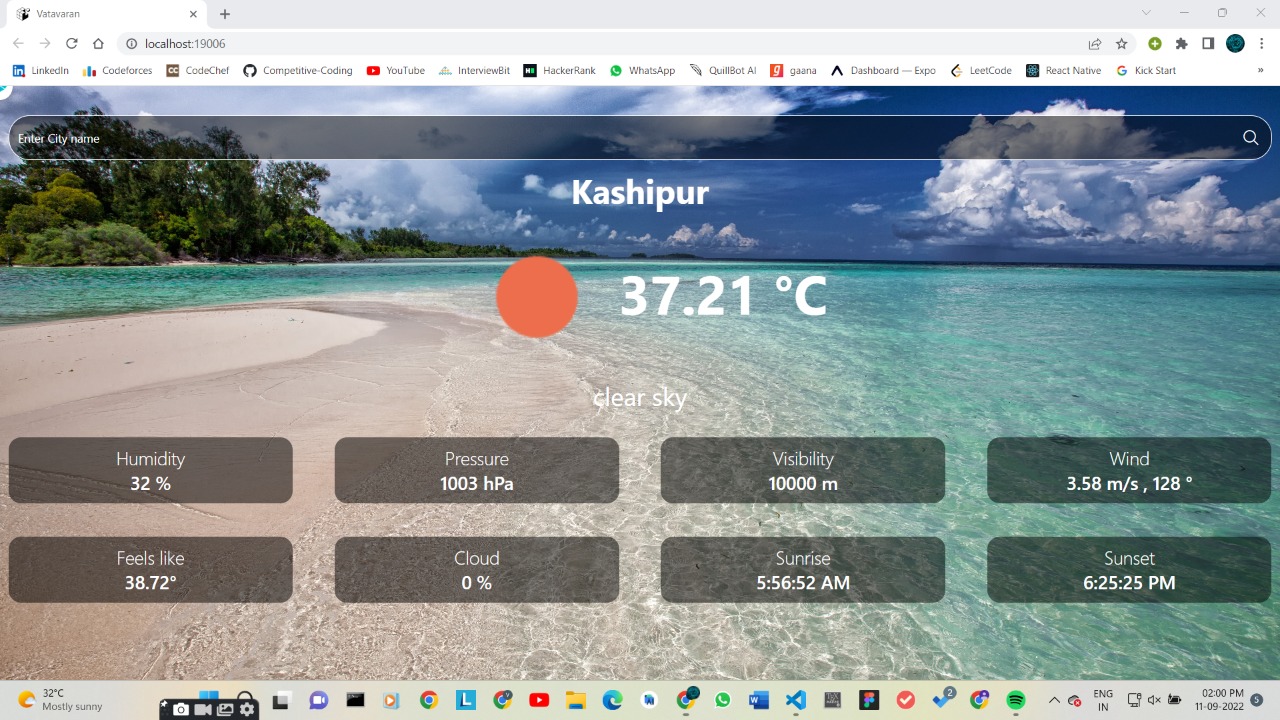 Vatavaran
localhost:19006
LinkedIn
Codeforces
CodeChef
Competitive-Coding
YouTube
InterviewBit
HackerRank
WhatsApp
QuillBot AI
gaana
Dashboard — Expo
LeetCode
React Native
Kick Start
»
Enter City name
Kashipur
37.21 °C
clear sky
Humidity
32 %
Pressure
1003 hPa
Visibility
10000 m
Wind
3.58 m/s , 128 °
Feels like
38.72°
Cloud
0 %
Sunrise
5:56:52 AM
Sunset
6:25:25 PM
32°C
Mostly sunny
2
ENG
IN
02:00 PM
11-09-2022
5